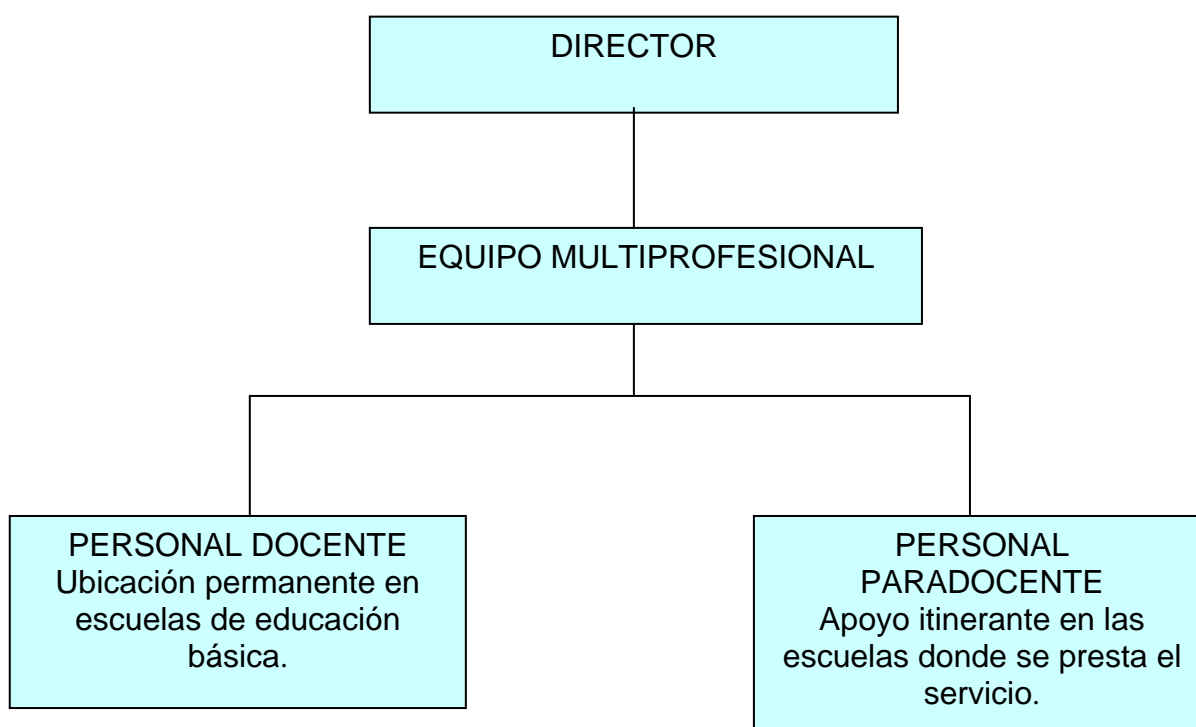 DIRECTOR
EQUIPO MULTIPROFESIONAL
PERSONAL DOCENTE
Ubicación permanente en
escuelas de educación
básica.
PERSONAL
PARADOCENTE
Apoyo itinerante en las
escuelas donde se presta el
servicio.